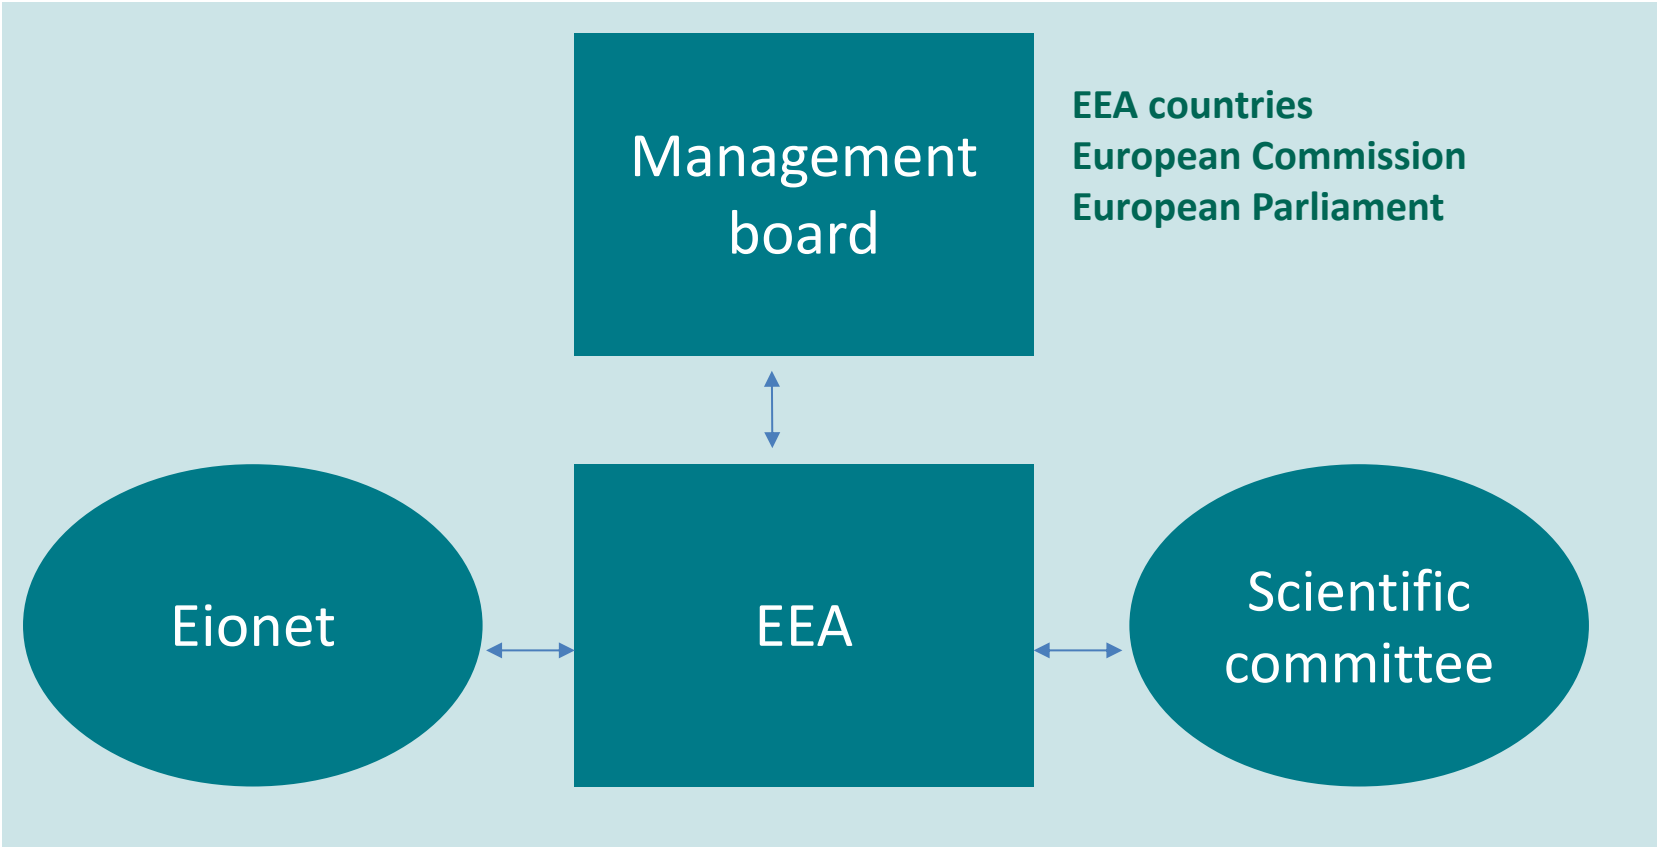 Management
board
EEA countries
European Commission
European Parliament
Eionet
EEA
Scientific
committee